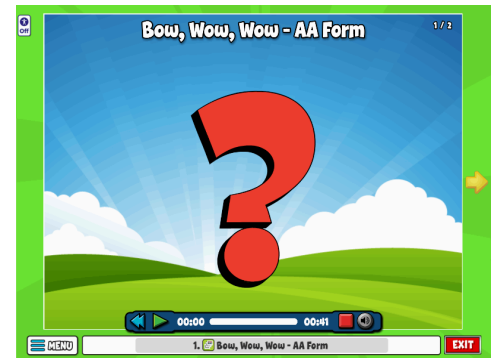 Off
Bow, Wow, Wow - AA Form
1 / 2
?
00:00
00:41
MENU
1. Bow, Wow, Wow - AA Form
EXIT